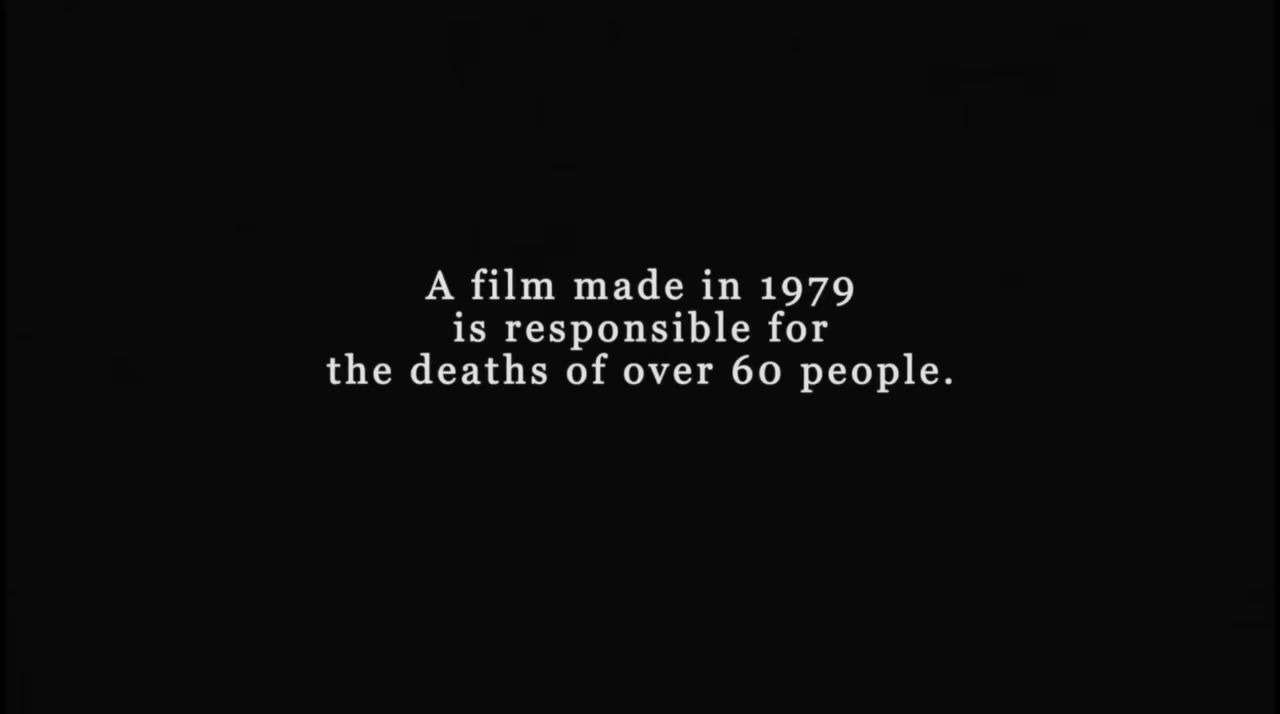 A film made in 1979
is responsible for
the deaths of over 60 people.